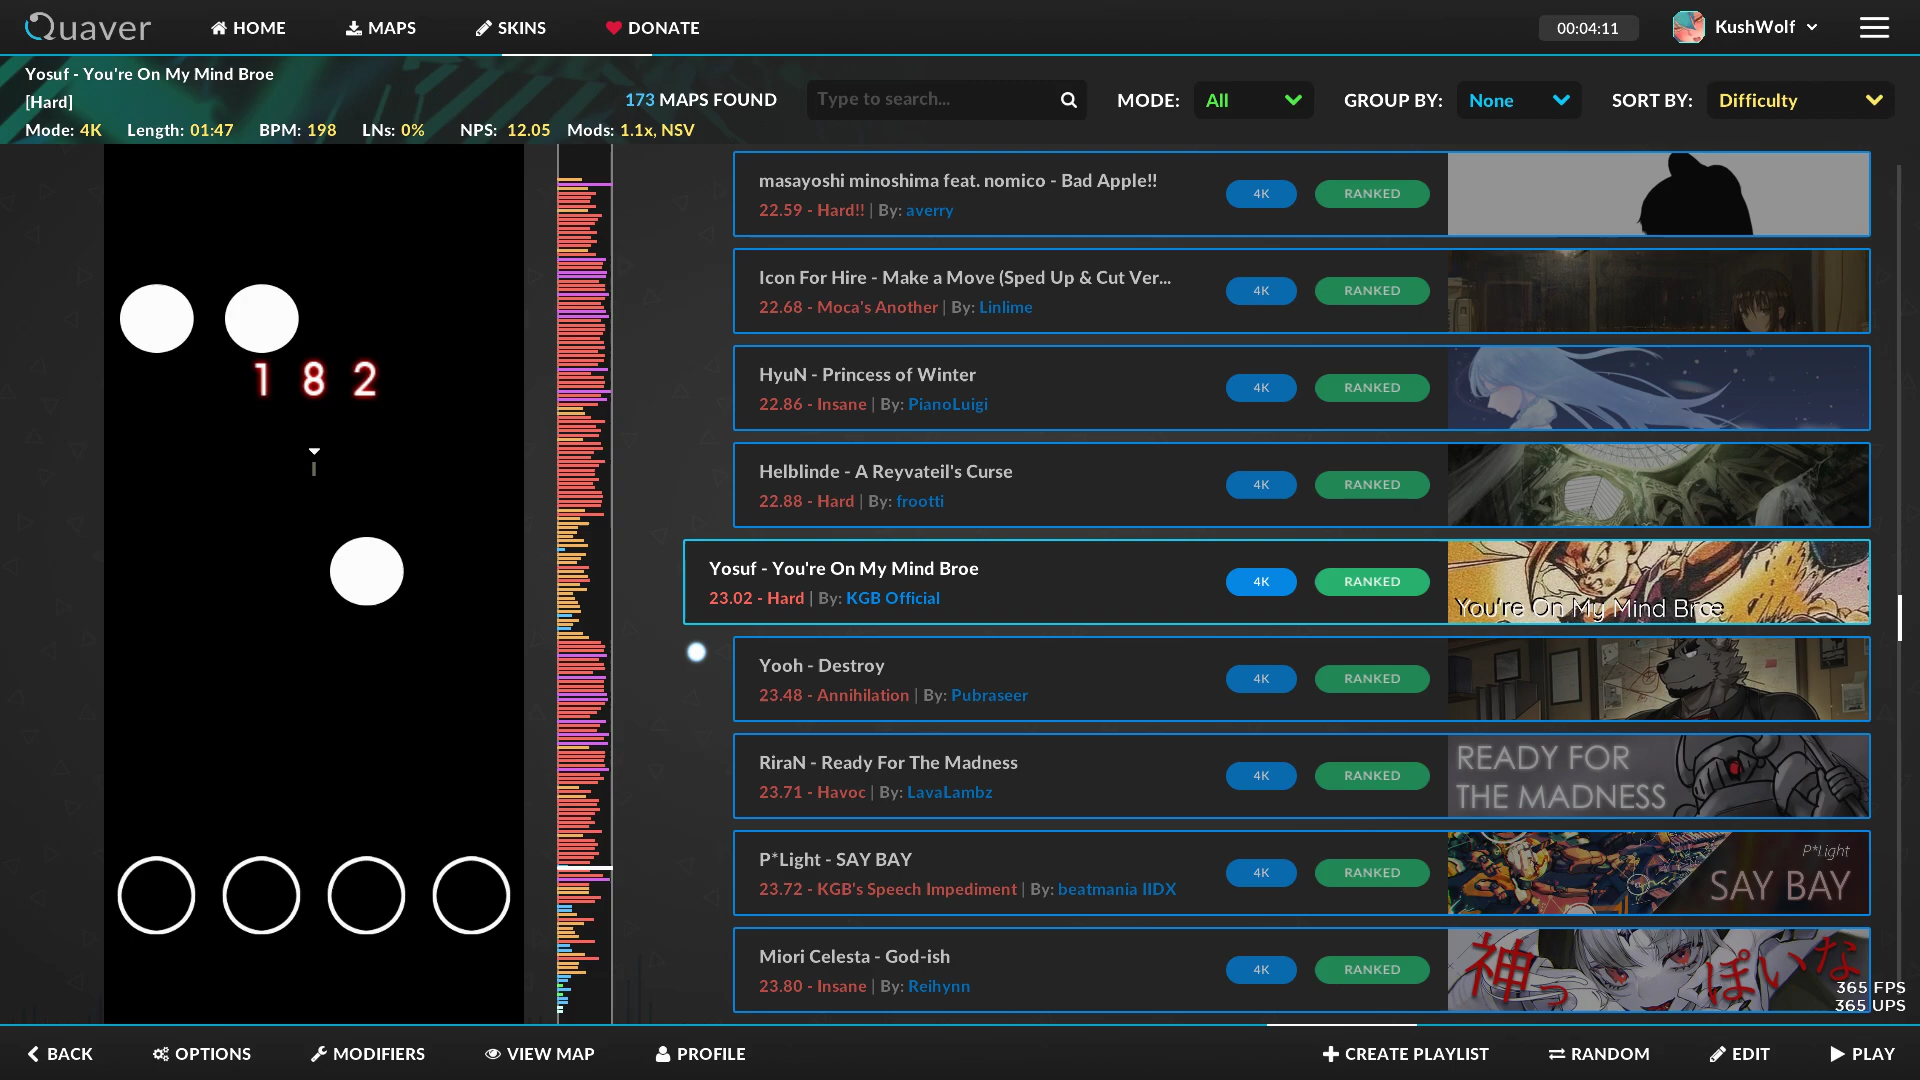 Quaver HOME MAPS SKINS DONATE 00:04:11 KushWolf
Yosuf - You're On My Mind Broe
[Hard]
Mode: 4K Length: 01:47 BPM: 198 LNs: 0% NPS: 12.05 Mods: 1.1x, NSV
173 MAPS FOUND Type to search... MODE: All GROUP BY: None SORT BY: Difficulty
182
masayoshi minoshima feat. nomico - Bad Apple!!
22.59 - Hard!! | By: averry
4K RANKED
Icon For Hire - Make a Move (Sped Up & Cut Ver...
22.68 - Moca's Another | By: Linlime
4K RANKED
HyuN - Princess of Winter
22.86 - Insane | By: PianoLuigi
4K RANKED
Helblinde - A Reyvateil's Curse
22.88 - Hard | By: frootti
4K RANKED
Yosuf - You're On My Mind Broe
23.02 - Hard | By: KGB Official
4K RANKED
You're On My Mind Broe
Yooh - Destroy
23.48 - Annihilation | By: Pubraseer
4K RANKED
RiraN - Ready For The Madness
23.71 - Havoc | By: LavaLambz
4K RANKED
READY FOR
THE MADNESS
P*Light - SAY BAY
23.72 - KGB's Speech Impediment | By: beatmania IIDX
4K RANKED
P*Light
SAY BAY
Miori Celesta - God-ish
23.80 - Insane | By: Reihynn
4K RANKED
神っぽいな
365 FPS
365 UPS
BACK OPTIONS MODIFIERS VIEW MAP PROFILE CREATE PLAYLIST RANDOM EDIT PLAY